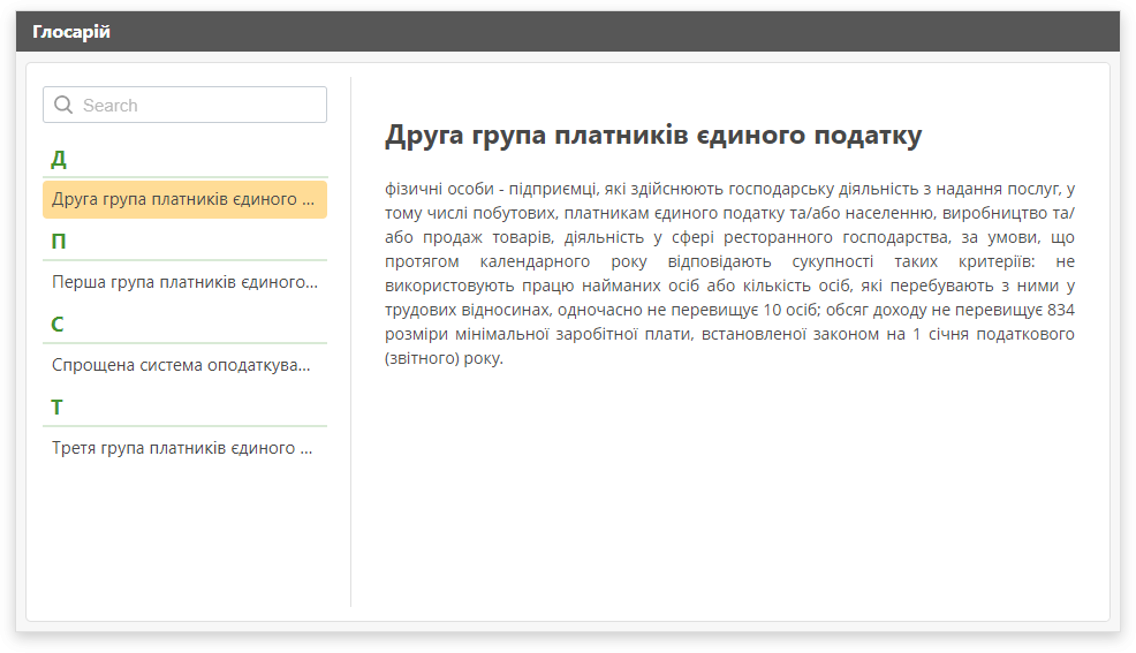 Глосарій
Search
Д
Друга група платників єдиного ...
П
Перша група платників єдиного...
С
Спрощена система оподаткува...
Т
Третя група платників єдиного ...
Друга група платників єдиного податку
фізичні особи - підприємці, які здійснюють господарську діяльність з надання послуг, у
тому числі побутових, платникам єдиного податку та/або населенню, виробництво та/
або продаж товарів, діяльність у сфері ресторанного господарства, за умови, що
протягом календарного року відповідають сукупності таких критеріїв: не
використовують працю найманих осіб або кількість осіб, які перебувають з ними у
трудових відносинах, одночасно не перевищує 10 осіб; обсяг доходу не перевищує 834
розміри мінімальної заробітної плати, встановленої законом на 1 січня податкового
(звітного) року.